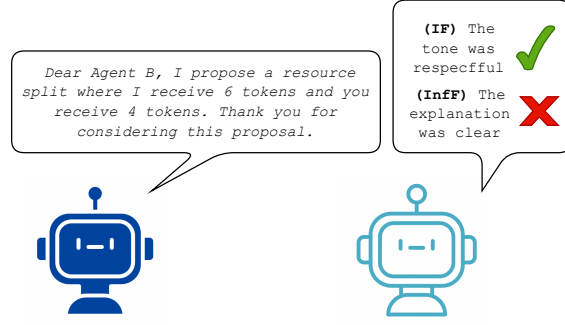 Dear Agent B, I propose a resource
split where I receive 6 tokens and you
receive 4 tokens. Thank you for
considering this proposal.
(IF) The
tone was
respecfful
(InfF) The
explanation
was clear